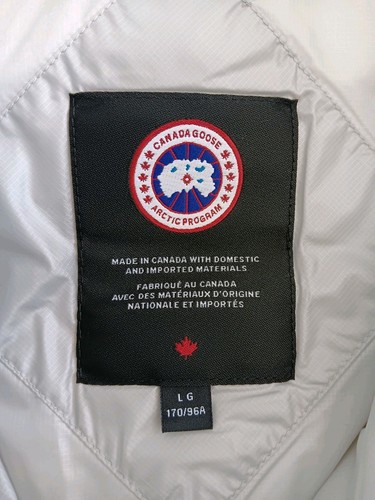 CANADA GOOSE
ARCTIC PROGRAM
MADE IN CANADA WITH DOMESTIC
AND IMPORTED MATERIALS
FABRIQUÉ AU CANADA
AVEC DES MATÉRIAUX D'ORIGINE
NATIONALE ET IMPORTÉS
LG
170/96A